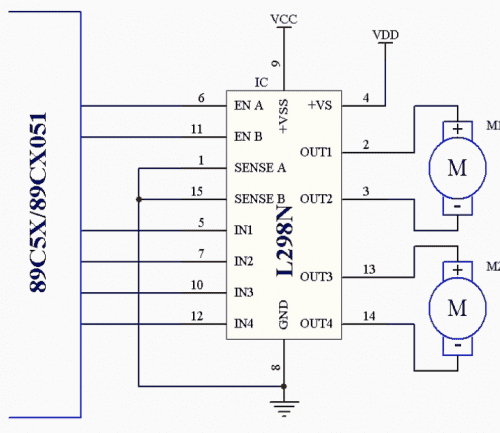 VCC
VDD
9
IC
6
EN A
+VSS
+VS
4
11
EN B
1
SENSE A
OUT1
2
M1
+
M
-
15
SENSE B
OUT2
3
5
IN1
7
IN2
OUT3
13
M2
+
M
-
10
IN3
12
IN4
GND
OUT4
14
8
89C5X/89CX051
L298N